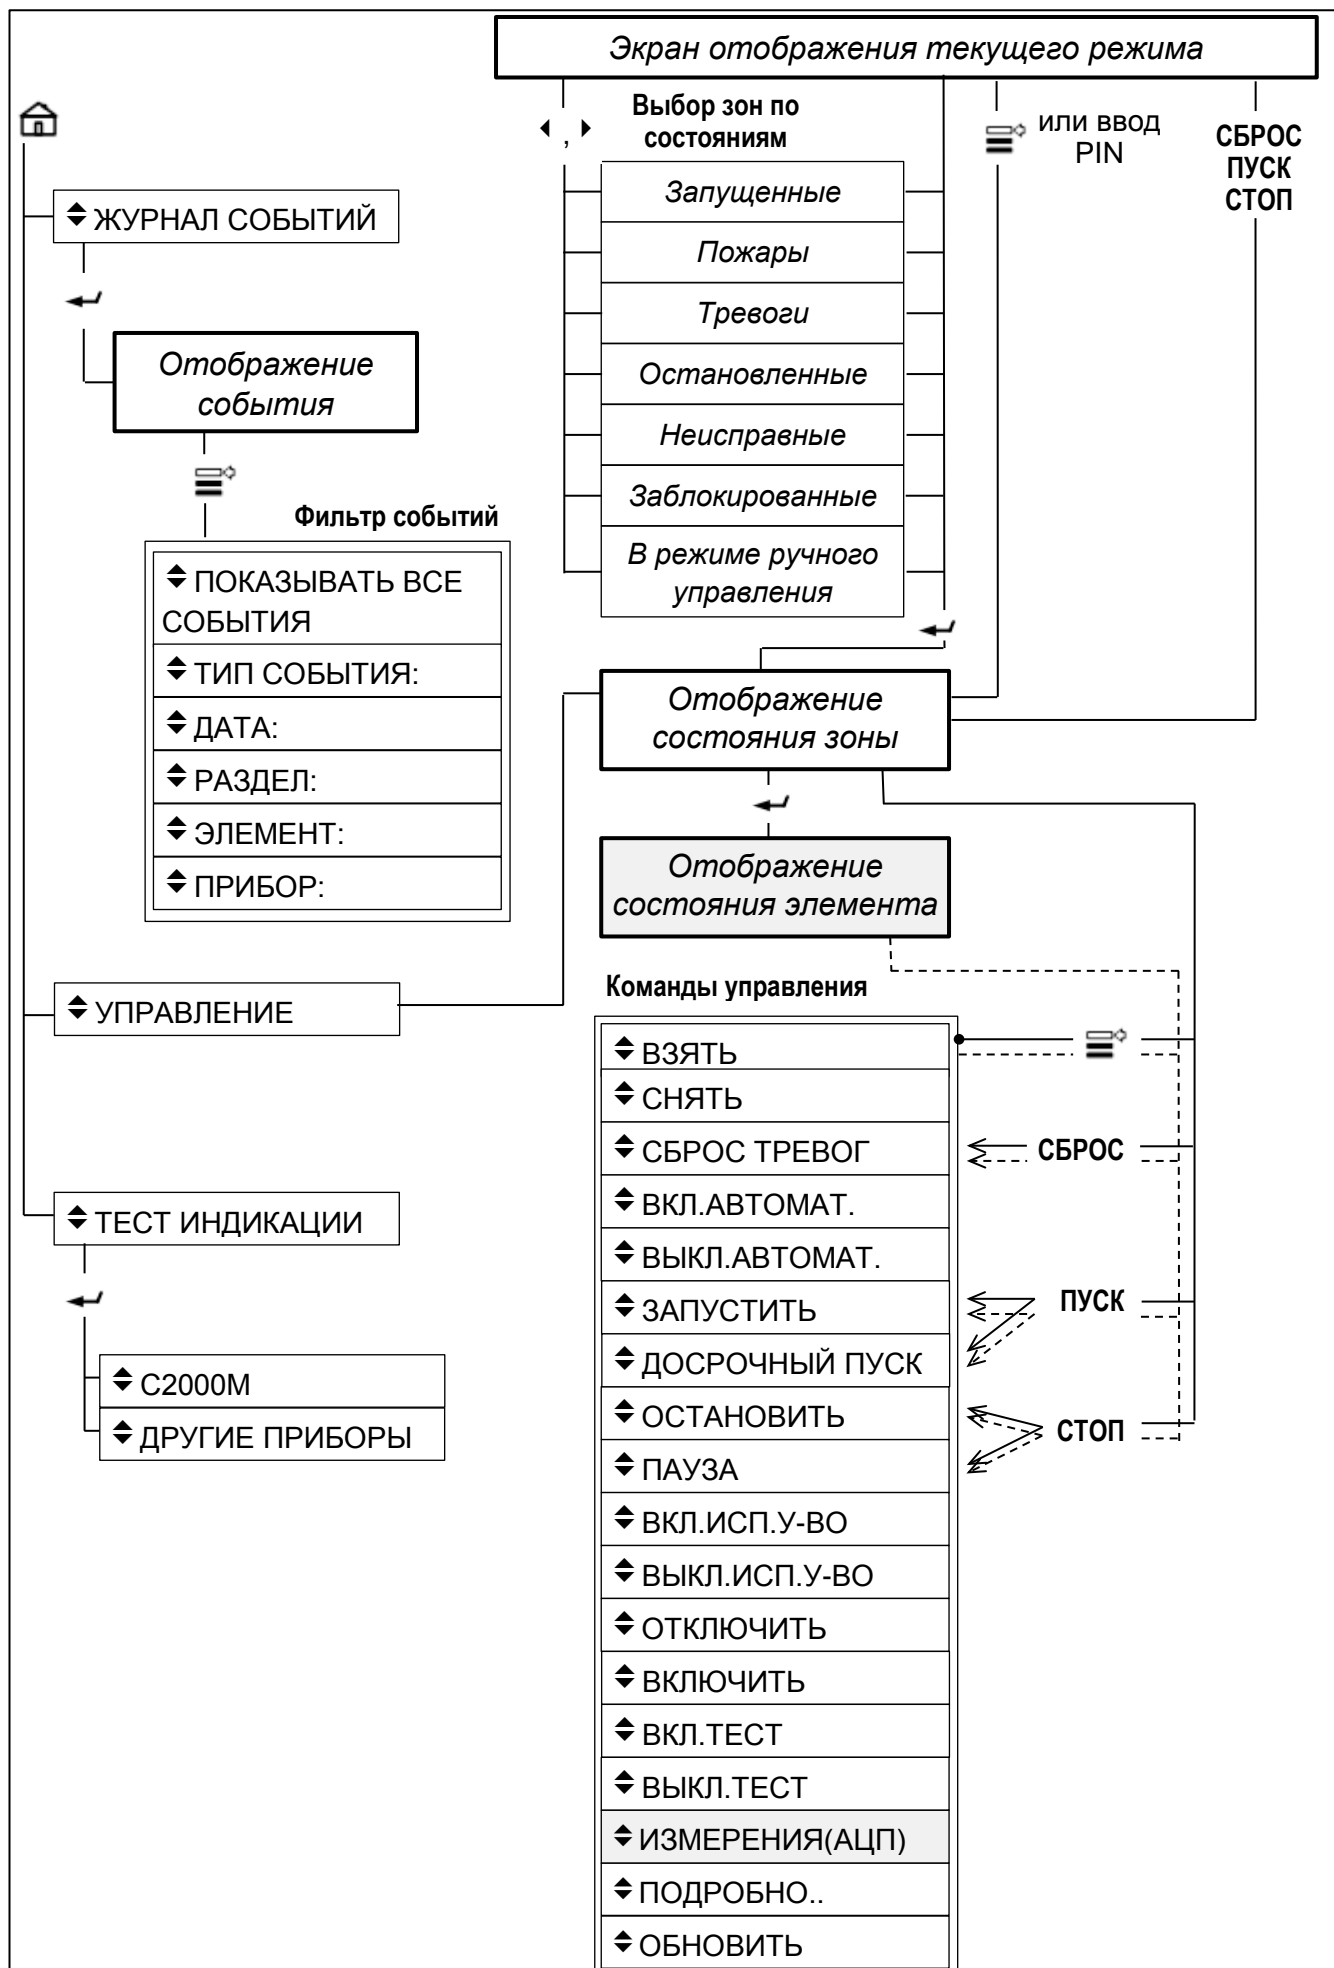 Экран отображения текущего режима
Выбор зон по
состояниям
,
или ввод
PIN
СБРОС
ПУСК
СТОП
ЖУРНАЛ СОБЫТИЙ
Отображение
события
Фильтр событий
ПОКАЗЫВАТЬ ВСЕ
СОБЫТИЯ
ТИП СОБЫТИЯ:
ДАТА:
РАЗДЕЛ:
ЭЛЕМЕНТ:
ПРИБОР:
Запущенные
Пожары
Тревоги
Остановленные
Неисправные
Заблокированные
В режиме ручного
управления
Отображение
состояния зоны
Отображение
состояния элемента
УПРАВЛЕНИЕ
Команды управления
ВЗЯТЬ
СНЯТЬ
СБРОС ТРЕВОГ
СБРОС
ВКЛ.АВТОМАТ.
ВЫКЛ.АВТОМАТ.
ЗАПУСТИТЬ
ПУСК
ДОСРОЧНЫЙ ПУСК
ОСТАНОВИТЬ
СТОП
ПАУЗА
ВКЛ.ИСП.У-ВО
ВЫКЛ.ИСП.У-ВО
ОТКЛЮЧИТЬ
ВКЛЮЧИТЬ
ВКЛ.ТЕСТ
ВЫКЛ.ТЕСТ
ИЗМЕРЕНИЯ(АЦП)
ПОДРОБНО..
ОБНОВИТЬ
ТЕСТ ИНДИКАЦИИ
С2000М
ДРУГИЕ ПРИБОРЫ